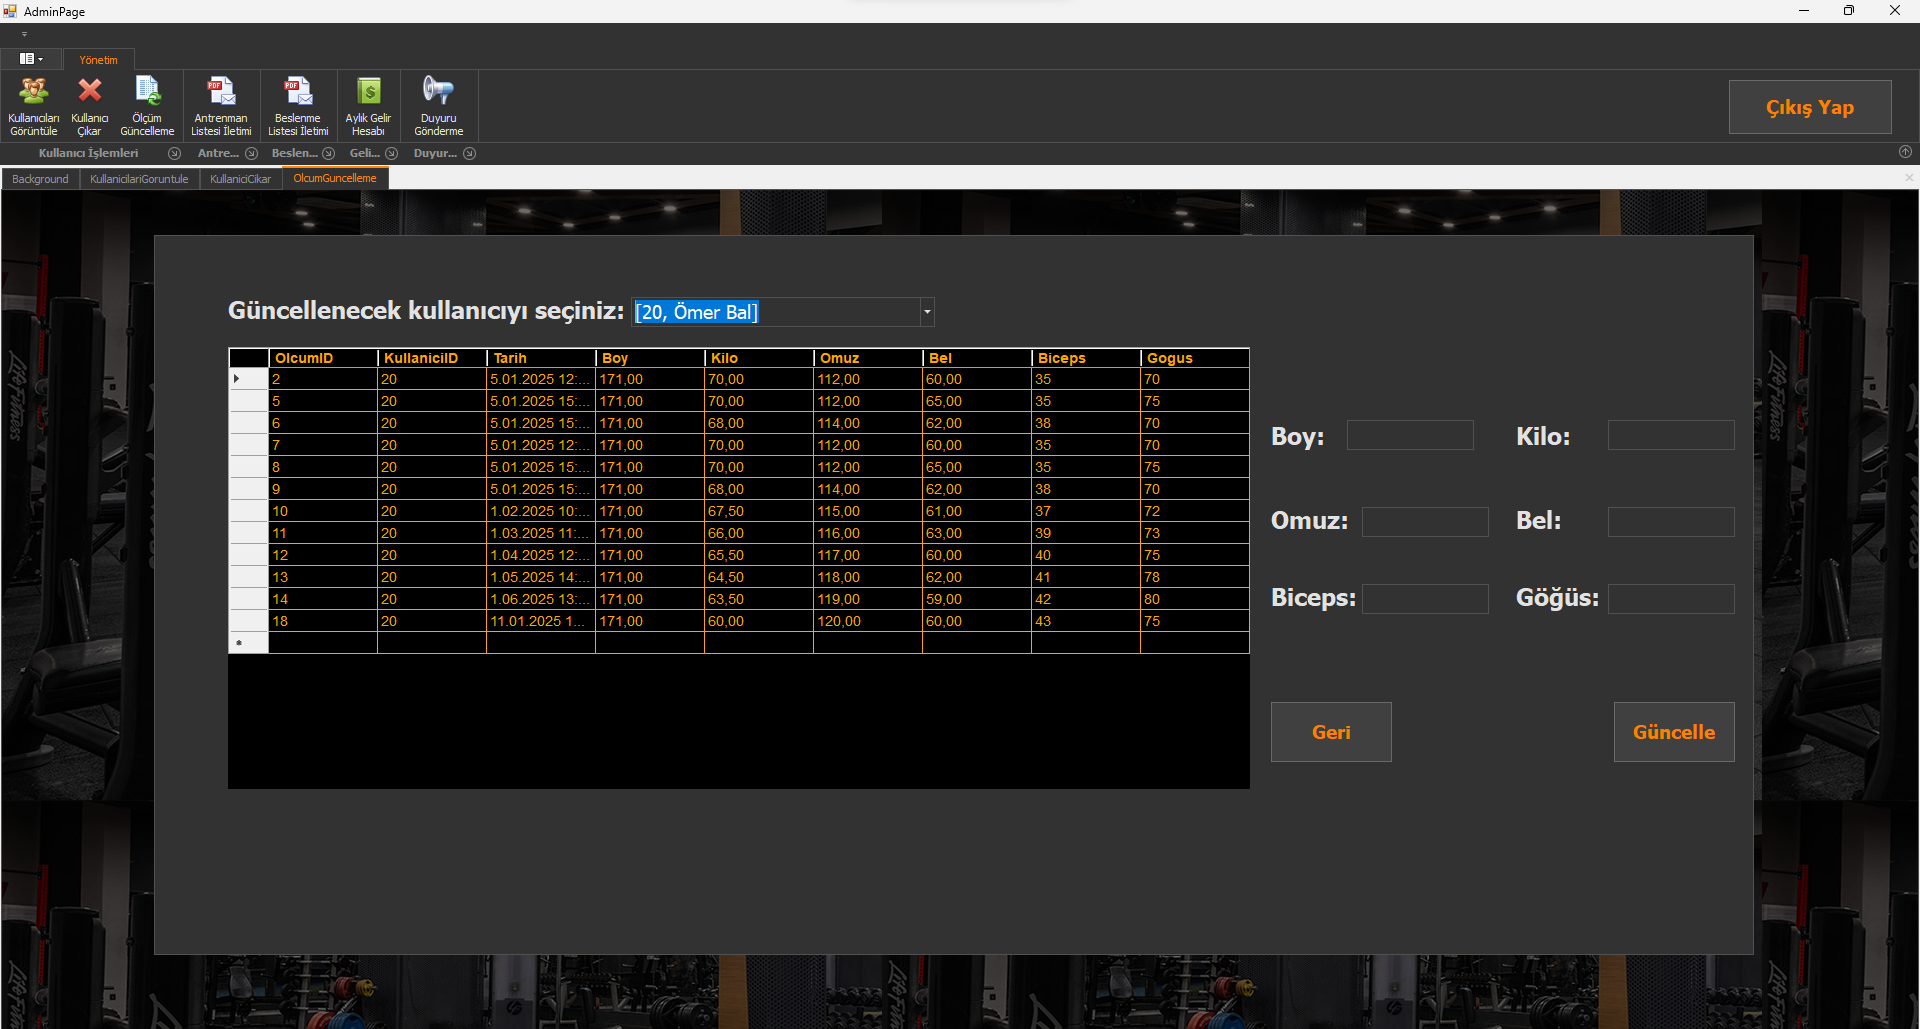 AdminPage
Yönetim
Kullanıcıları Görüntüle
Kullanıcı Çıkar
Ölçüm Güncelleme
PDF
Antrenman Listesi İletimi
PDF
Beslenme Listesi İletimi
Aylık Gelir Hesabı
Duyuru Gönderme
Çıkış Yap
Kullanıcı İşlemleri Antre... Beslen... Geli... Duyur...
Background KullanicilariGoruntule KullaniciCikar OlcumGuncelleme
Güncellenecek kullanıcıyı seçiniz: [20, Ömer Bal]
OlcumID KullaniciID Tarih Boy Kilo Omuz Bel Biceps Gogus
2 20 5.01.2025 12:... 171,00 70,00 112,00 60,00 35 70
5 20 5.01.2025 15:... 171,00 70,00 112,00 65,00 35 75
6 20 5.01.2025 15:... 171,00 68,00 114,00 62,00 38 70
7 20 5.01.2025 12:... 171,00 70,00 112,00 60,00 35 70
8 20 5.01.2025 15:... 171,00 70,00 112,00 65,00 35 75
9 20 5.01.2025 15:... 171,00 68,00 114,00 62,00 38 70
10 20 1.02.2025 10:... 171,00 67,50 115,00 61,00 37 72
11 20 1.03.2025 11:... 171,00 66,00 116,00 63,00 39 73
12 20 1.04.2025 12:... 171,00 65,50 117,00 60,00 40 75
13 20 1.05.2025 14:... 171,00 64,50 118,00 62,00 41 78
14 20 1.06.2025 13:... 171,00 63,50 119,00 59,00 42 80
18 20 11.01.2025 1... 171,00 60,00 120,00 60,00 43 75
Boy: Kilo:
Omuz: Bel:
Biceps: Göğüs:
Geri Güncelle
Life Fitness
Life Fitness